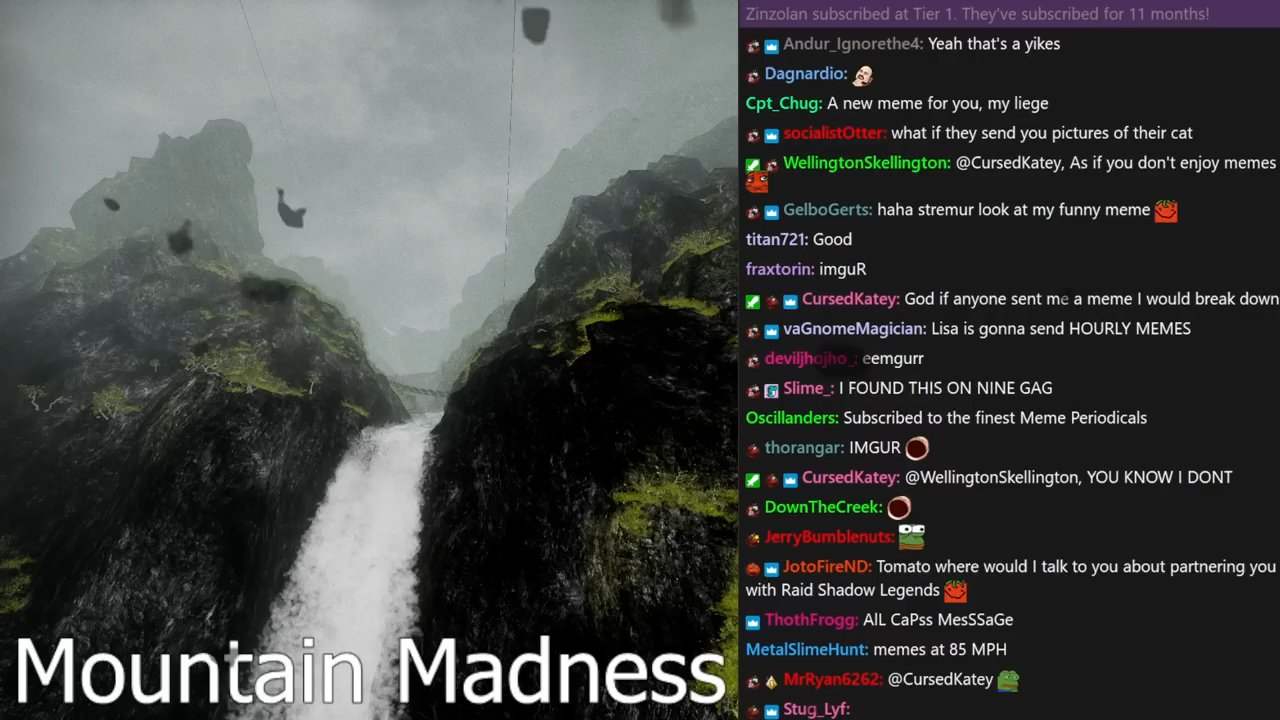 Zinzolan subscribed at Tier 1. They've subscribed for 11 months!
Andur_Ignorethe4: Yeah that's a yikes
Dagnardio:
Cpt_Chug: A new meme for you, my liege
socialistOtter: what if they send you pictures of their cat
WellingtonSkellington: @CursedKatey, As if you don't enjoy memes
GelboGerts: haha stremur look at my funny meme
titan721: Good
fraxtorin: imguR
CursedKatey: God if anyone sent me a meme I would break down
vaGnomeMagician: Lisa is gonna send HOURLY MEMES
deviljhojho_: eemgurr
Slime_: I FOUND THIS ON NINE GAG
Oscillanders: Subscribed to the finest Meme Periodicals
thorangar: IMGUR
CursedKatey: @WellingtonSkellington, YOU KNOW I DONT
DownTheCreek:
JerryBumblenuts:
JotoFireND: Tomato where would I talk to you about partnering you
with Raid Shadow Legends
ThothFrogg: AlL CaPss MesSSaGe
MetalSlimeHunt: memes at 85 MPH
MrRyan6262: @CursedKatey
Stug_Lyf:
Mountain Madness